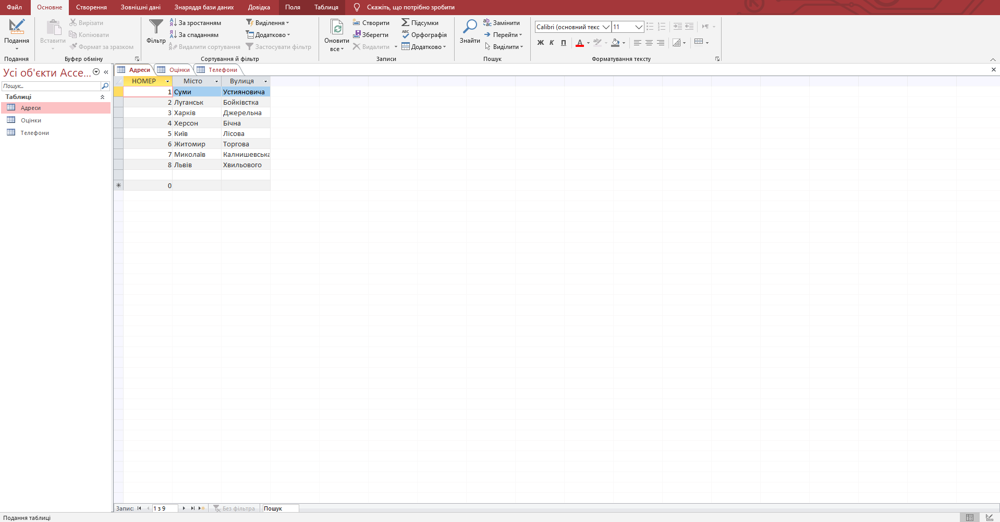 Файл Основне Створення Зовнішні дані Знаряддя бази даних Довідка Поля Таблиця Скажіть, що потрібно зробити
Подання
Подання
Вставити
Вирізати
Копіювати
Формат за зразком
Буфер обміну
Фільтр
За зростанням
За спаданням
Видалити сортування
Виділення
Додатково
Застосувати фільтр
Сортування й фільтр
Оновити
все
Створити
Зберегти
Видалити
Підсумки
Орфографія
Додатково
Записи
Знайти
Замінити
Перейти
Виділити
Пошук
Calibri (основний текс 11
Ж К П
Форматування тексту
Усі об'єкти Acce...
Пошук...
Таблиці
Адреси
Оцінки
Телефони
Адреси Оцінки Телефони
НОМЕР Місто Вулиця
1 Суми Устияновича
2 Луганськ Бойківстка
3 Харків Джерельна
4 Херсон Бічна
5 Київ Лісова
6 Житомир Торгова
7 Миколаїв Калнишевська
8 Львів Хвильового
0
Запис: 1 з 9 Без фільтра Пошук
Подання таблиці